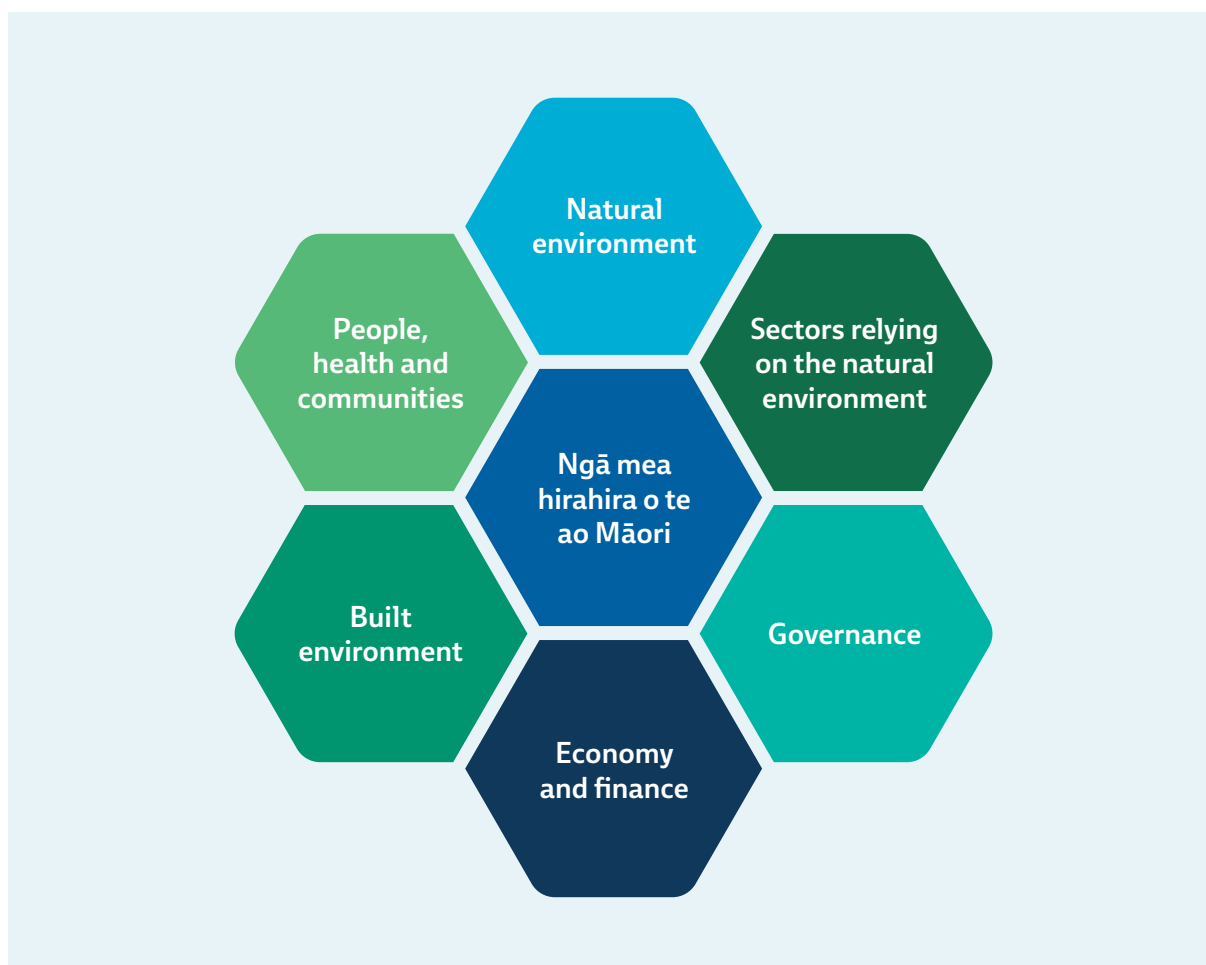 Natural
environment
People,
health and
communities
Sectors relying
on the natural
environment
Ngā mea
hirahira o te
ao Māori
Built
environment
Governance
Economy
and finance